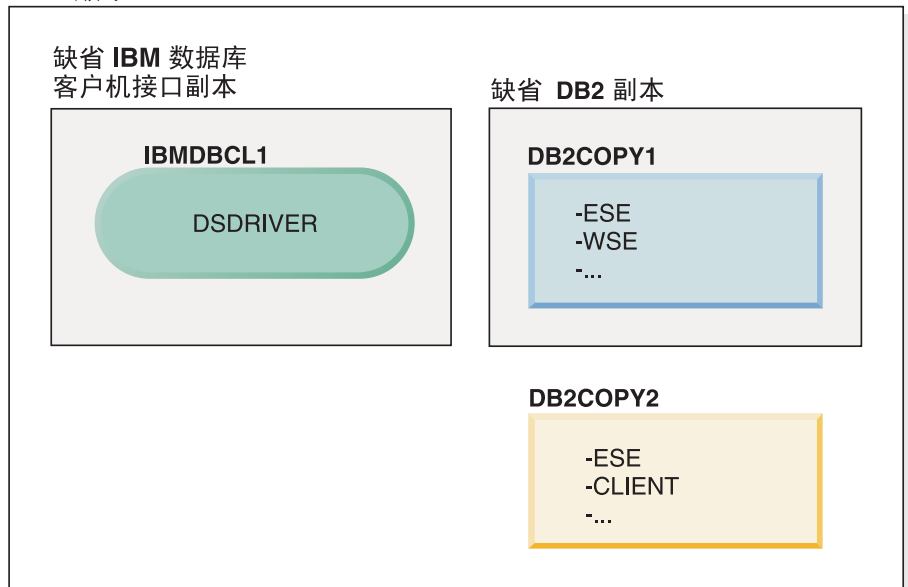 缺省 IBM 数据库
客户机接口副本
IBMDBCL1
DSDRIVER
缺省 DB2 副本
DB2COPY1
-ESE
-WSE
-...
DB2COPY2
-ESE
-CLIENT
-...